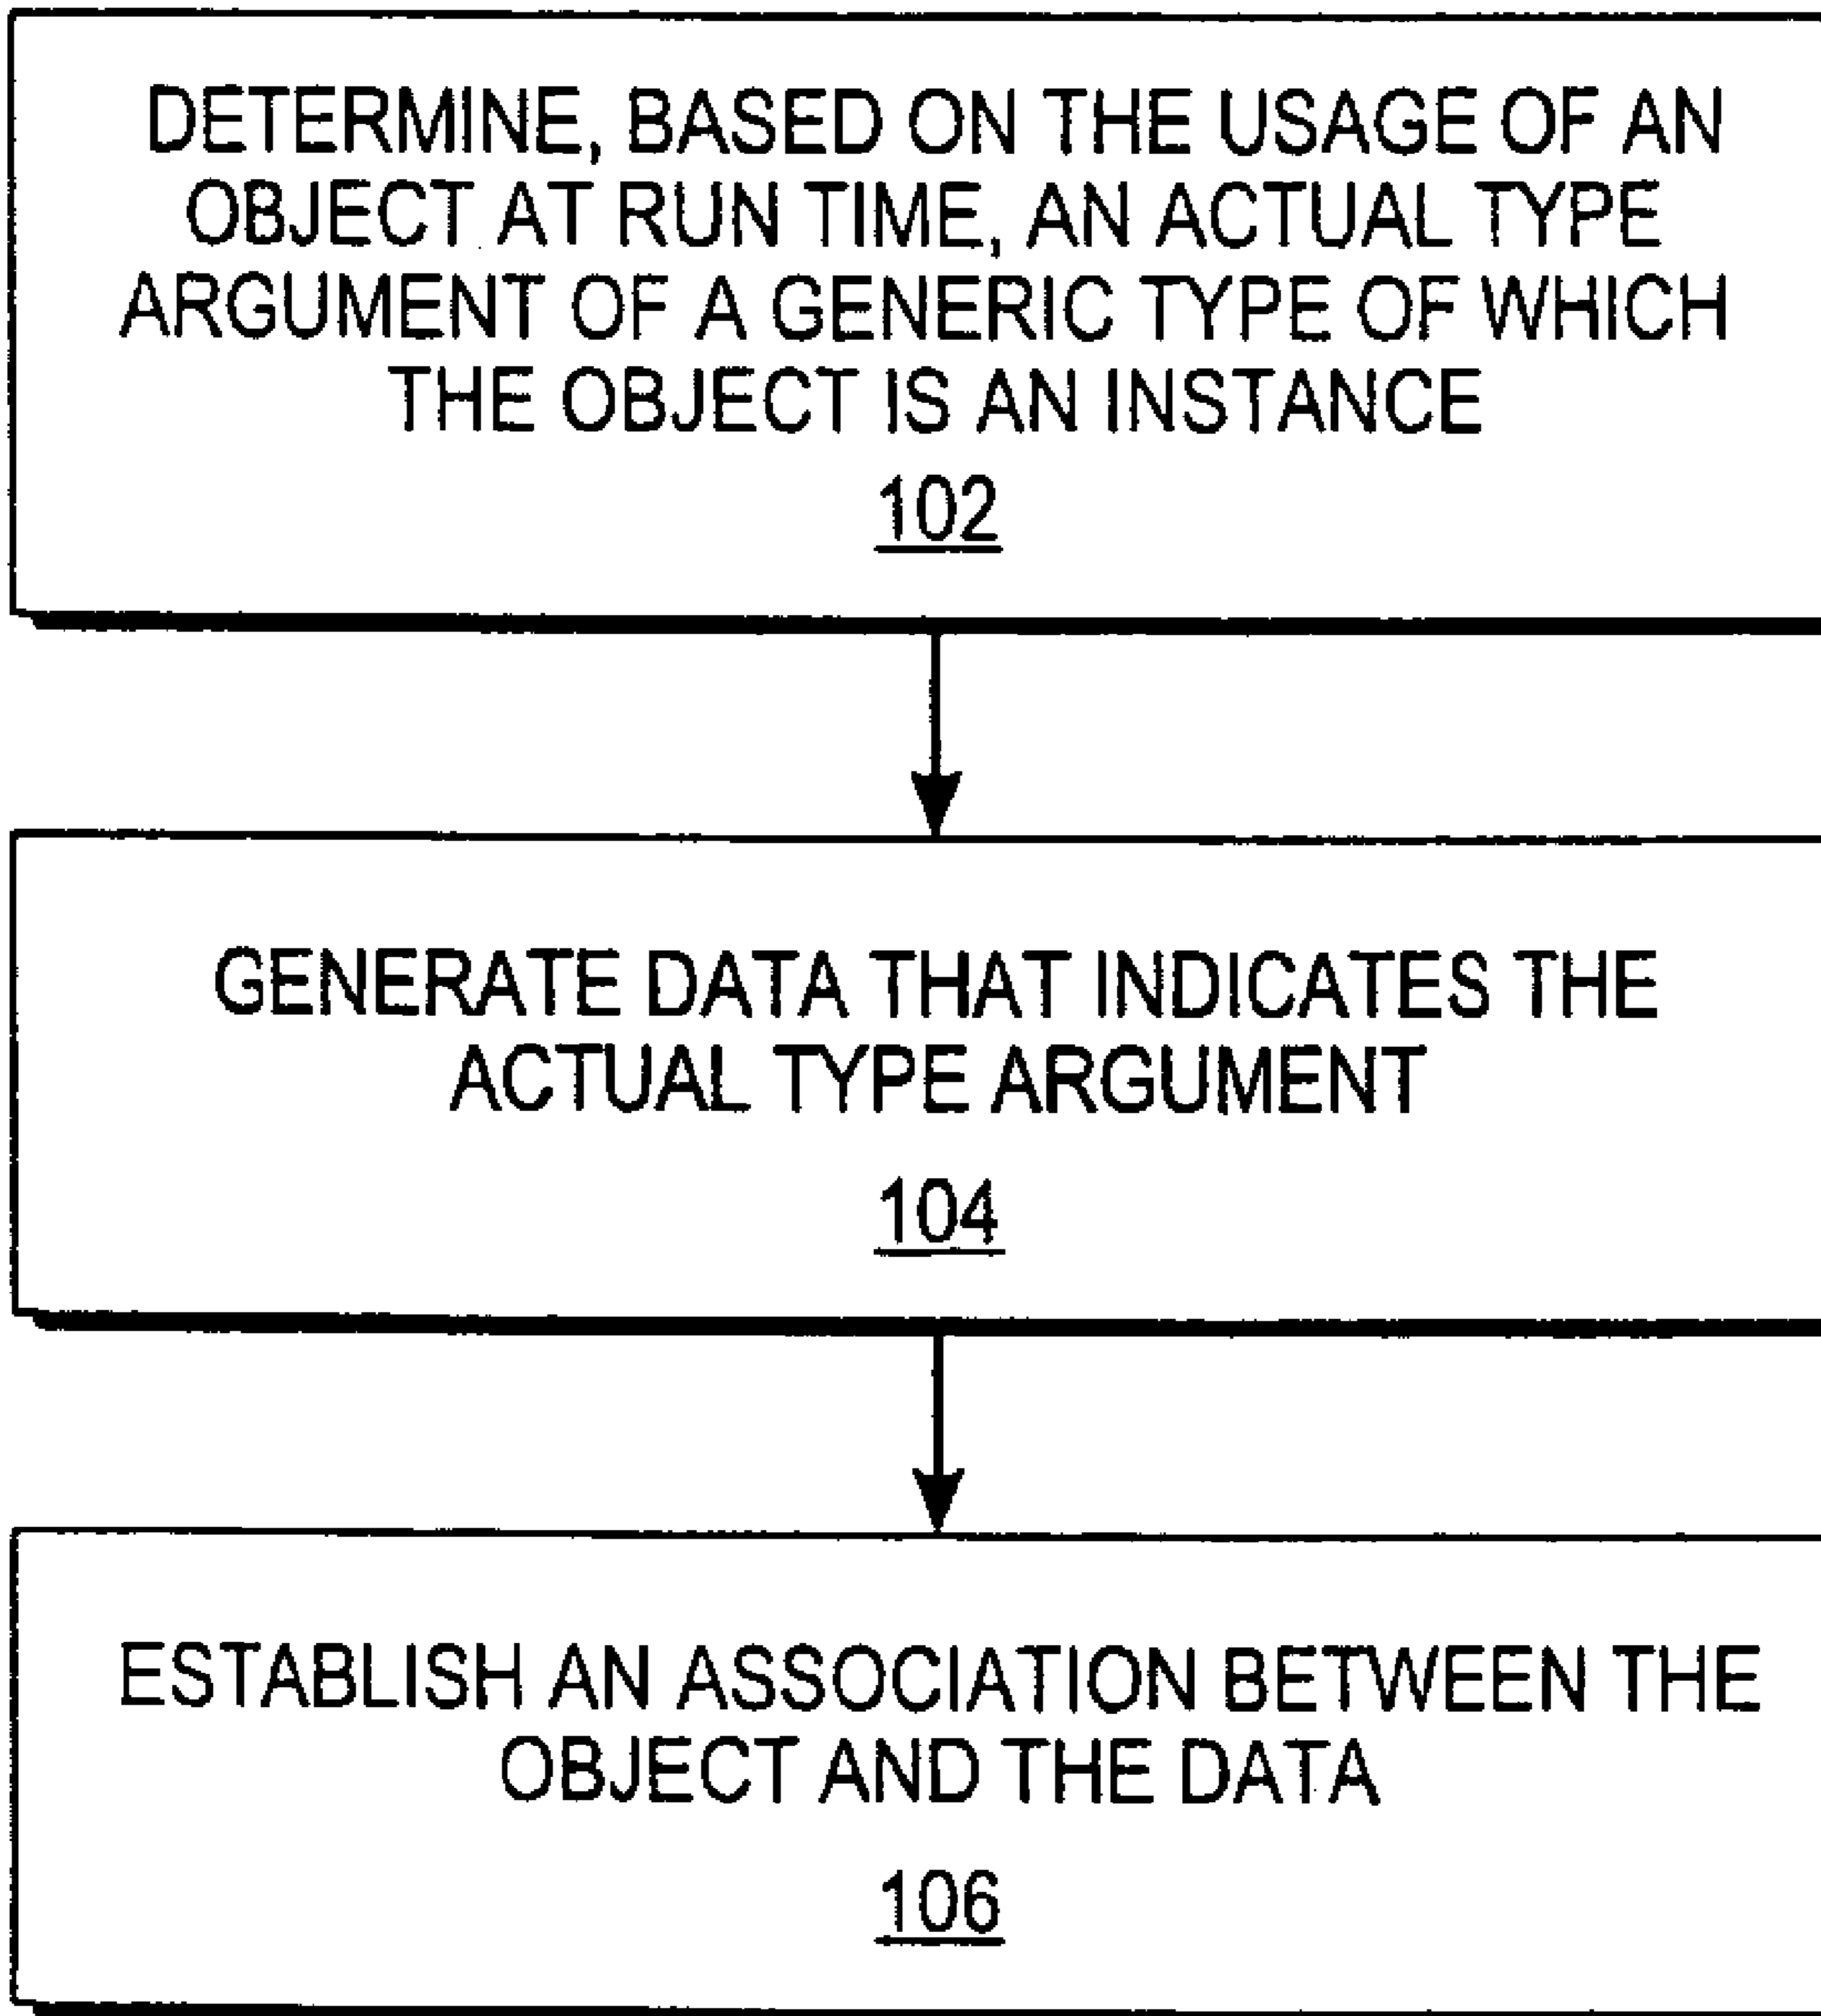 DETERMINE, BASED ON THE USAGE OF AN
OBJECT AT RUN TIME, AN ACTUAL TYPE
ARGUMENT OF A GENERIC TYPE OF WHICH
THE OBJECT IS AN INSTANCE
102
GENERATE DATA THAT INDICATES THE
ACTUAL TYPE ARGUMENT
104
ESTABLISH AN ASSOCIATION BETWEEN THE
OBJECT AND THE DATA
106